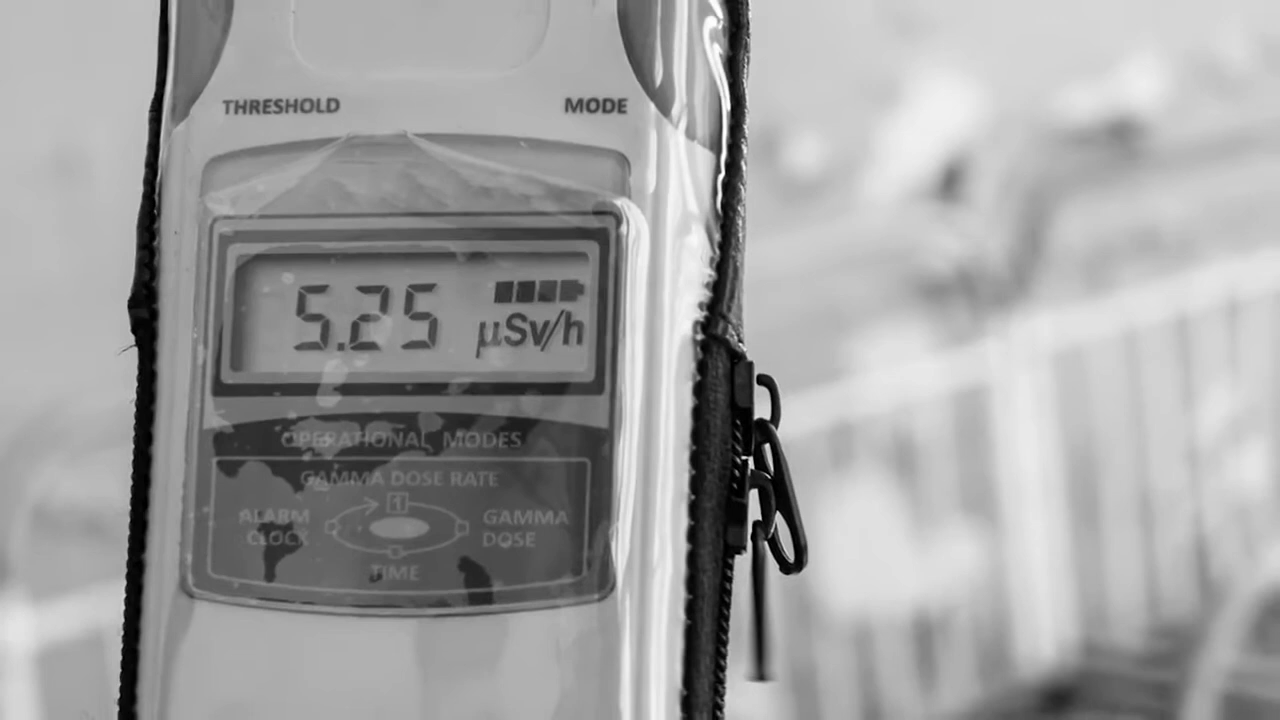 THRESHOLD MODE
5.25 µSv/h
OPERATIONAL MODES
GAMMA DOSE RATE
1
ALARM CLOCK
GAMMA DOSE
TIME